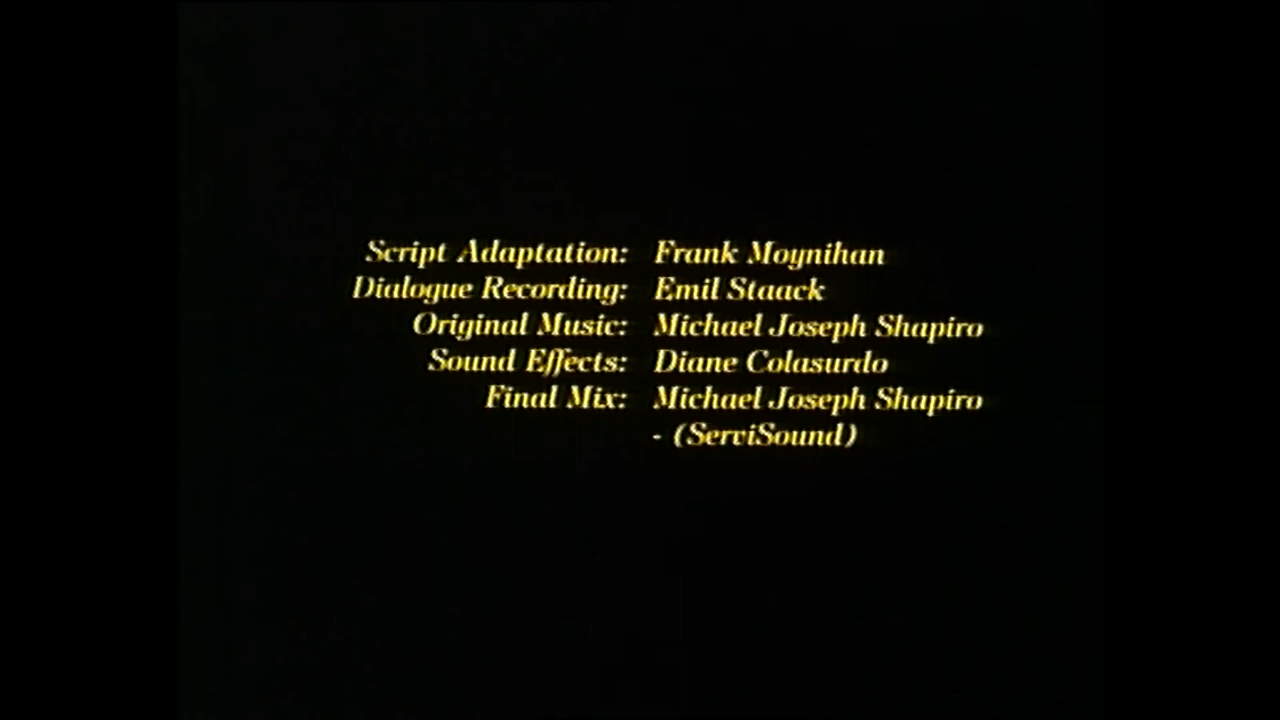 Script Adaptation: Frank Moynihan
Dialogue Recording: Emil Staack
Original Music: Michael Joseph Shapiro
Sound Effects: Diane Colasurdo
Final Mix: Michael Joseph Shapiro
- (ServiSound)